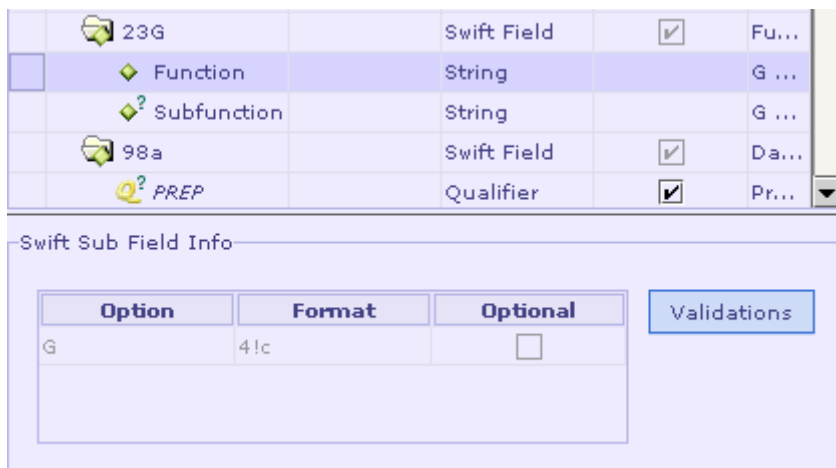 23G Swift Field Fu...
Function String G ...
? Subfunction String G ...
98a Swift Field Da...
Q? PREP Qualifier Pr...
Swift Sub Field Info
Option Format Optional Validations
G 4!c